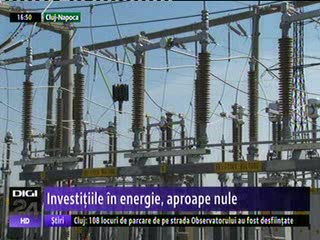 16:50 Cluj-Napoca
DIGI
24
HD
Investițiile în energie, aproape nule
Știri Cluj: 108 locuri de parcare de pe strada Observatorului au fost desființate